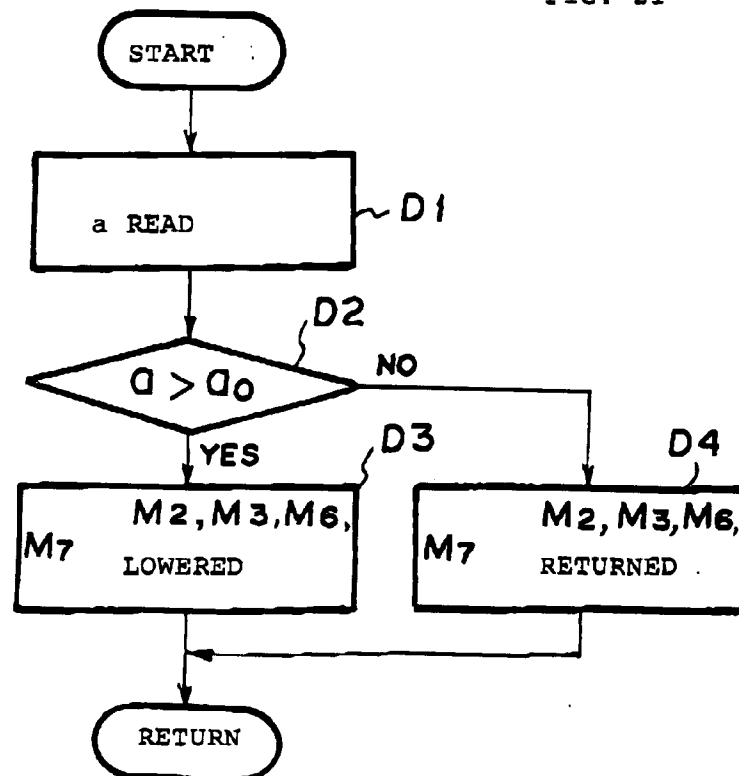 START
a READ
D1
D2
a > a0
NO
YES
D3
D4
M2, M3, M6,
M7 LOWERED
M2, M3, M6,
M7 RETURNED
RETURN